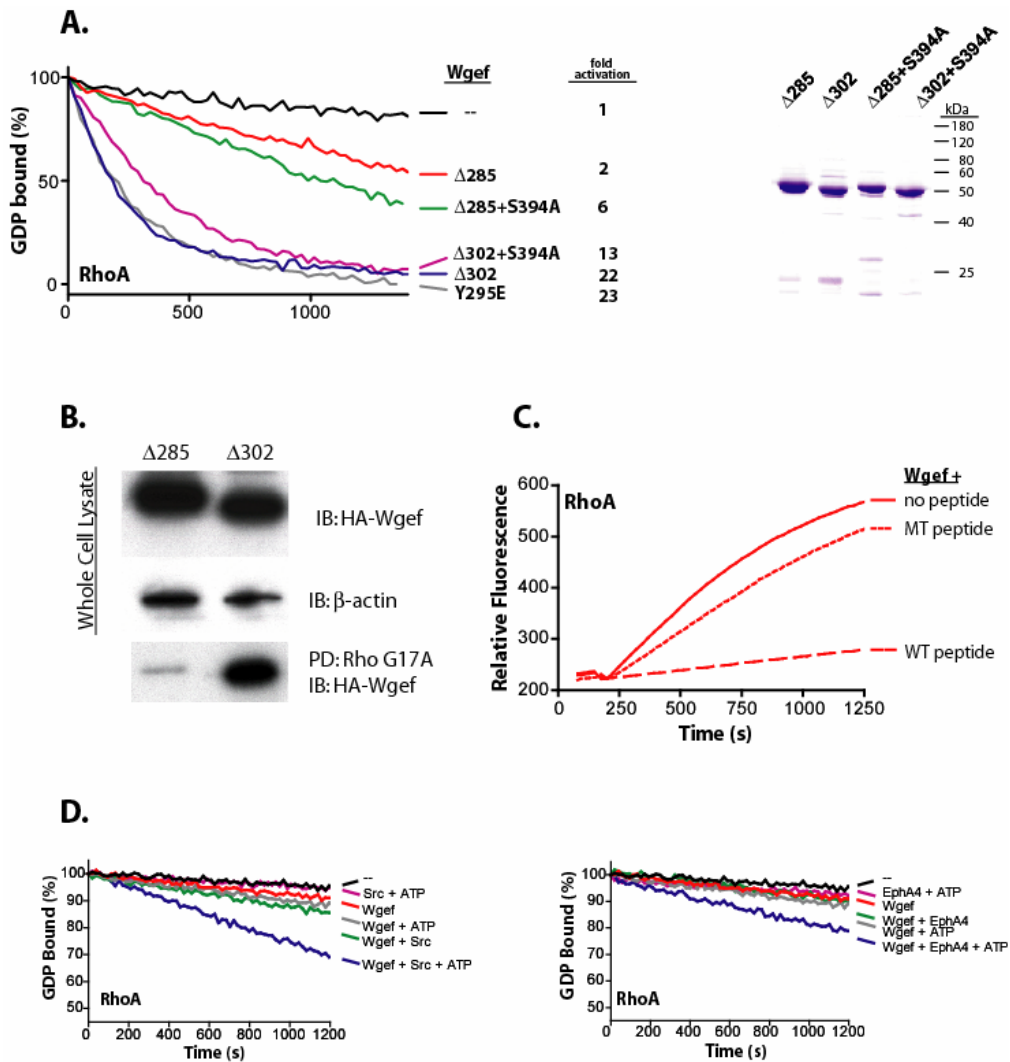 A.
Wgef
fold
activation
GDP bound (%)
100
50
0
0
500
1000
RhoA
--
1
Δ285
2
Δ285+S394A
6
Δ302+S394A
13
Δ302
22
Y295E
23
Δ285
Δ302
Δ285+S394A
Δ302+S394A
kDa
180
120
80
60
50
40
25
B.
Δ285 Δ302
Whole Cell Lysate
IB: HA-Wgef
IB: β-actin
PD: Rho G17A
IB: HA-Wgef
C.
RhoA
Wgef +
no peptide
MT peptide
WT peptide
Relative Fluorescence
600
500
400
300
200
0 250 500 750 1000 1250
Time (s)
D.
GDP Bound (%)
100
90
80
70
60
50
RhoA
0 200 400 600 800 1000 1200
Time (s)
--
Src + ATP
Wgef
Wgef + ATP
Wgef + Src
Wgef + Src + ATP
GDP Bound (%)
100
90
80
70
60
50
RhoA
0 200 400 600 800 1000 1200
Time (s)
--
EphA4 + ATP
Wgef
Wgef + EphA4
Wgef + ATP
Wgef + EphA4 + ATP